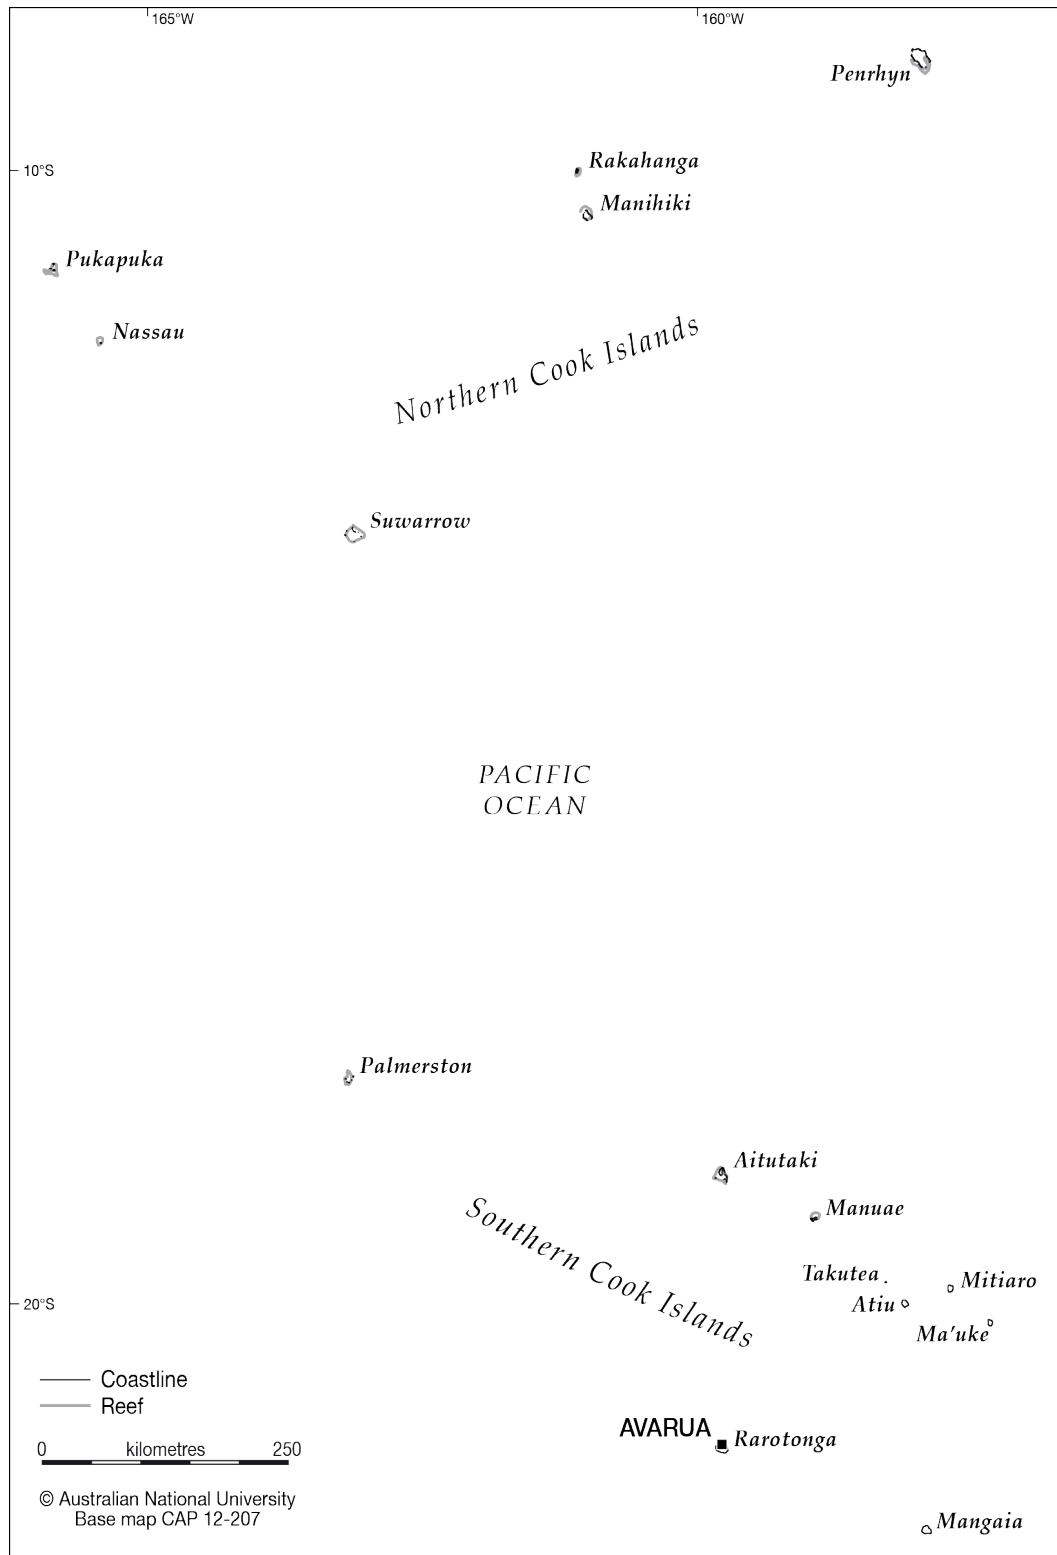 165°W
160°W
Penrhyn
10°S
Rakahanga
Manihiki
Pukapuka
Nassau
Northern Cook Islands
Suwarrow
PACIFIC
OCEAN
Palmerston
Aitutaki
Manuae
Southern Cook Islands
Takutea
Mitiaro
20°S
Atiu
Ma'uke
Coastline
Reef
AVARUA
Rarotonga
0 kilometres 250
© Australian National University
Base map CAP 12-207
Mangaia